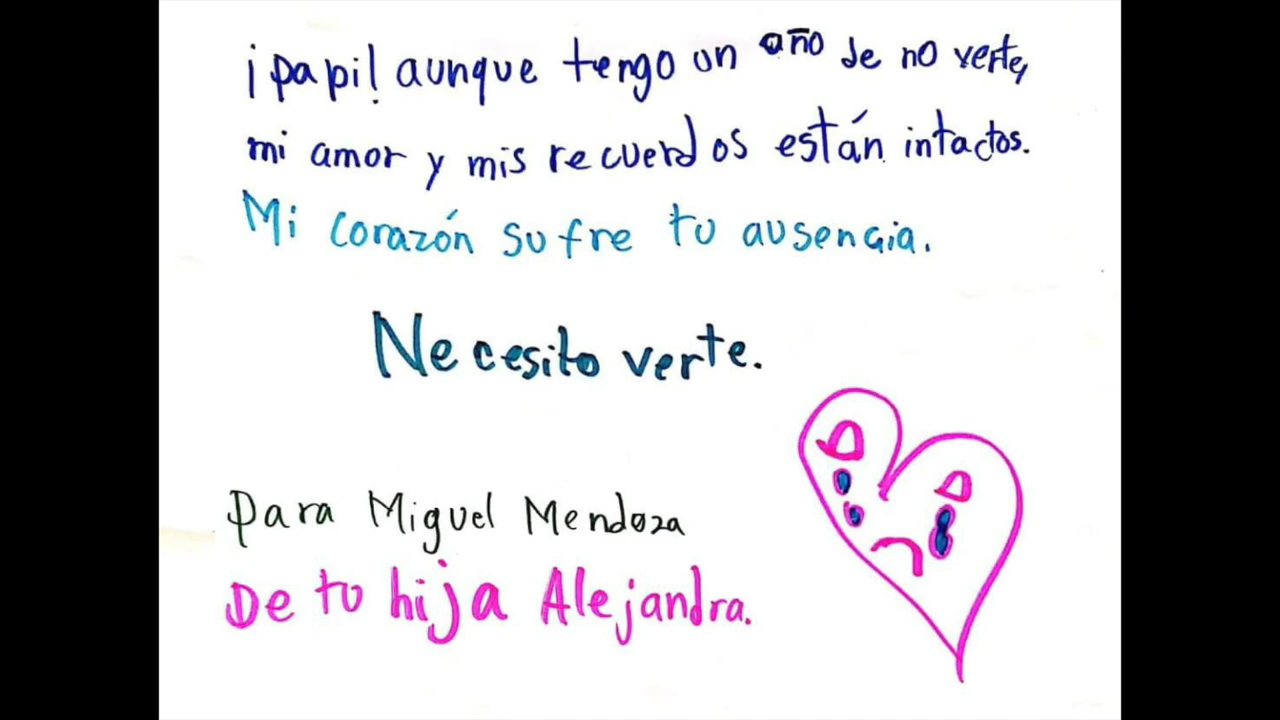 ¡papi! aunque tengo un año de no verte,
mi amor y mis recuerdos están intactos.
Mi corazón sufre tu ausencia.
Necesito verte.
Para Miguel Mendoza
De tu hija Alejandra.